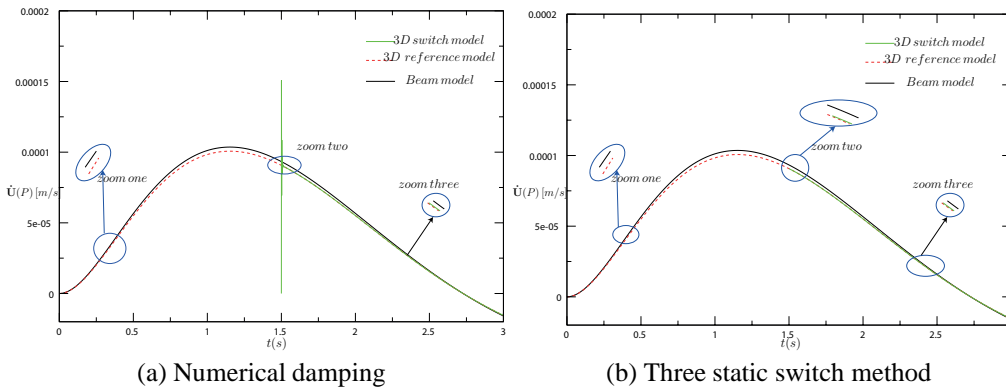 0.0002
3D switch model
3D reference model
0.00015
Beam model
zoom two
0.0001
zoom one
zoom three
U̇(P) [m/s]
5e-05
0
0 0.5 1 1.5 2 2.5 3
t(s)
(a) Numerical damping
0.0002
3D switch model
3D reference model
0.00015
Beam model
zoom two
0.0001
zoom one
zoom three
U̇(P) [m/s]
5e-05
0
0 0.5 1 1.5 2 2.5
t(s)
(b) Three static switch method